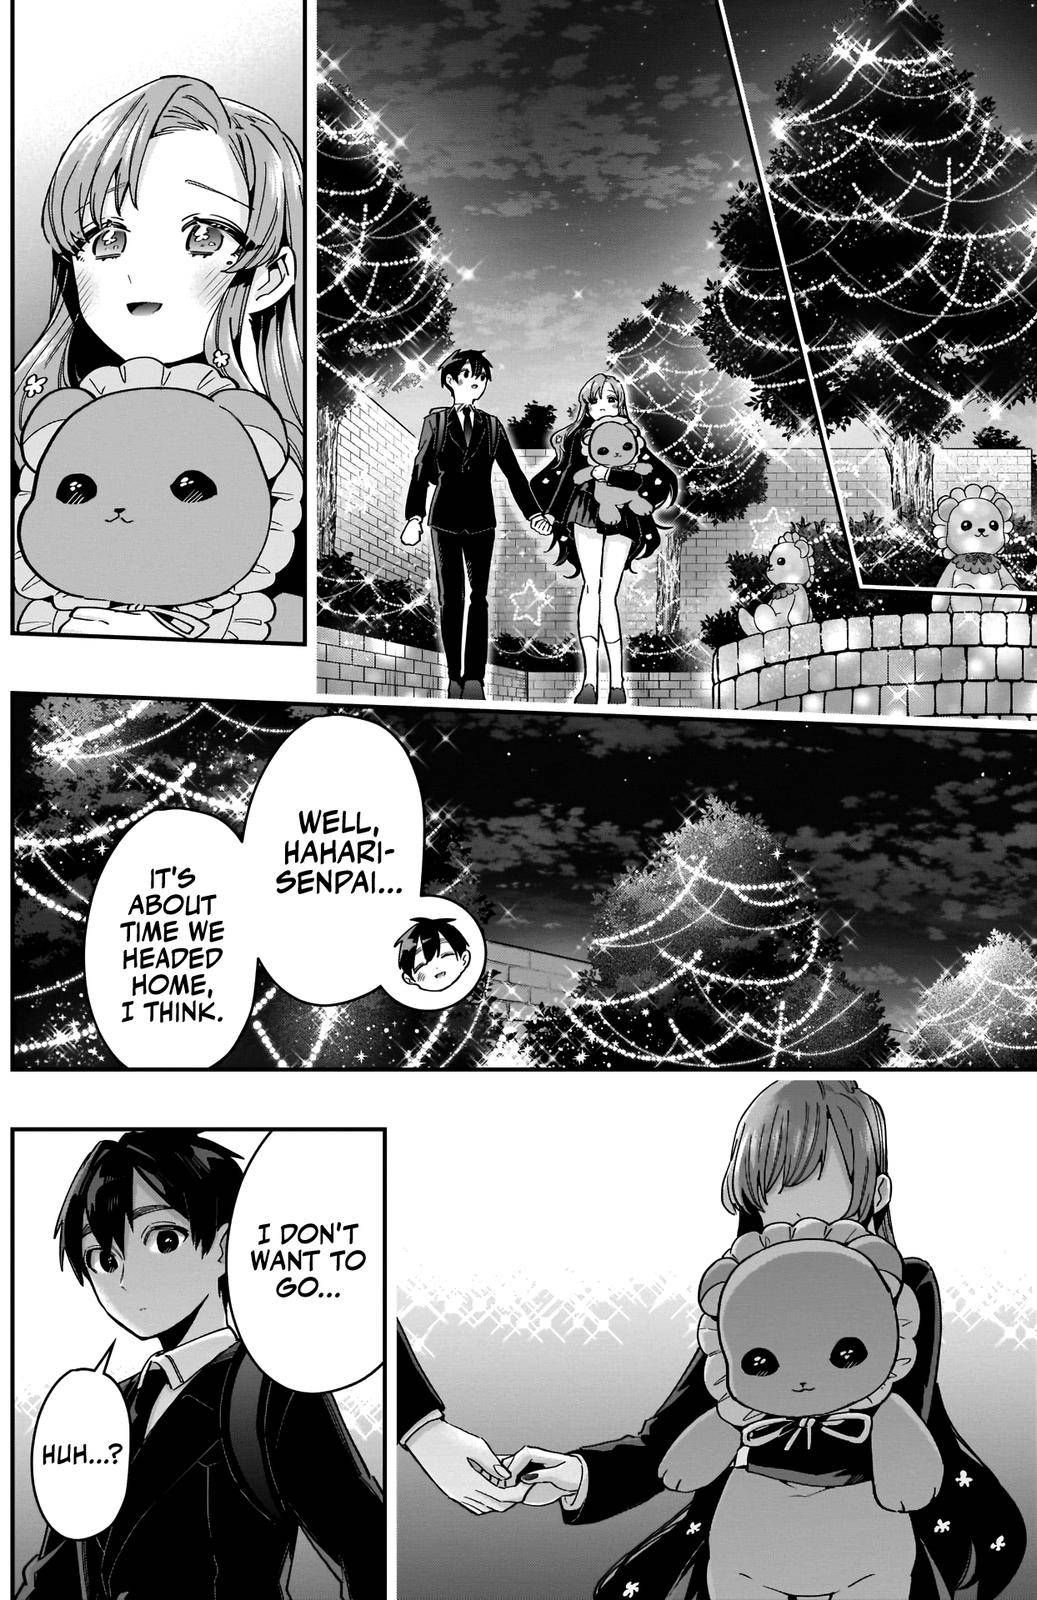 WELL,
HAHARI-
SENPAI...
IT'S
ABOUT
TIME WE
HEADED
HOME,
I THINK.
I DON'T
WANT TO
GO...
HUH...?